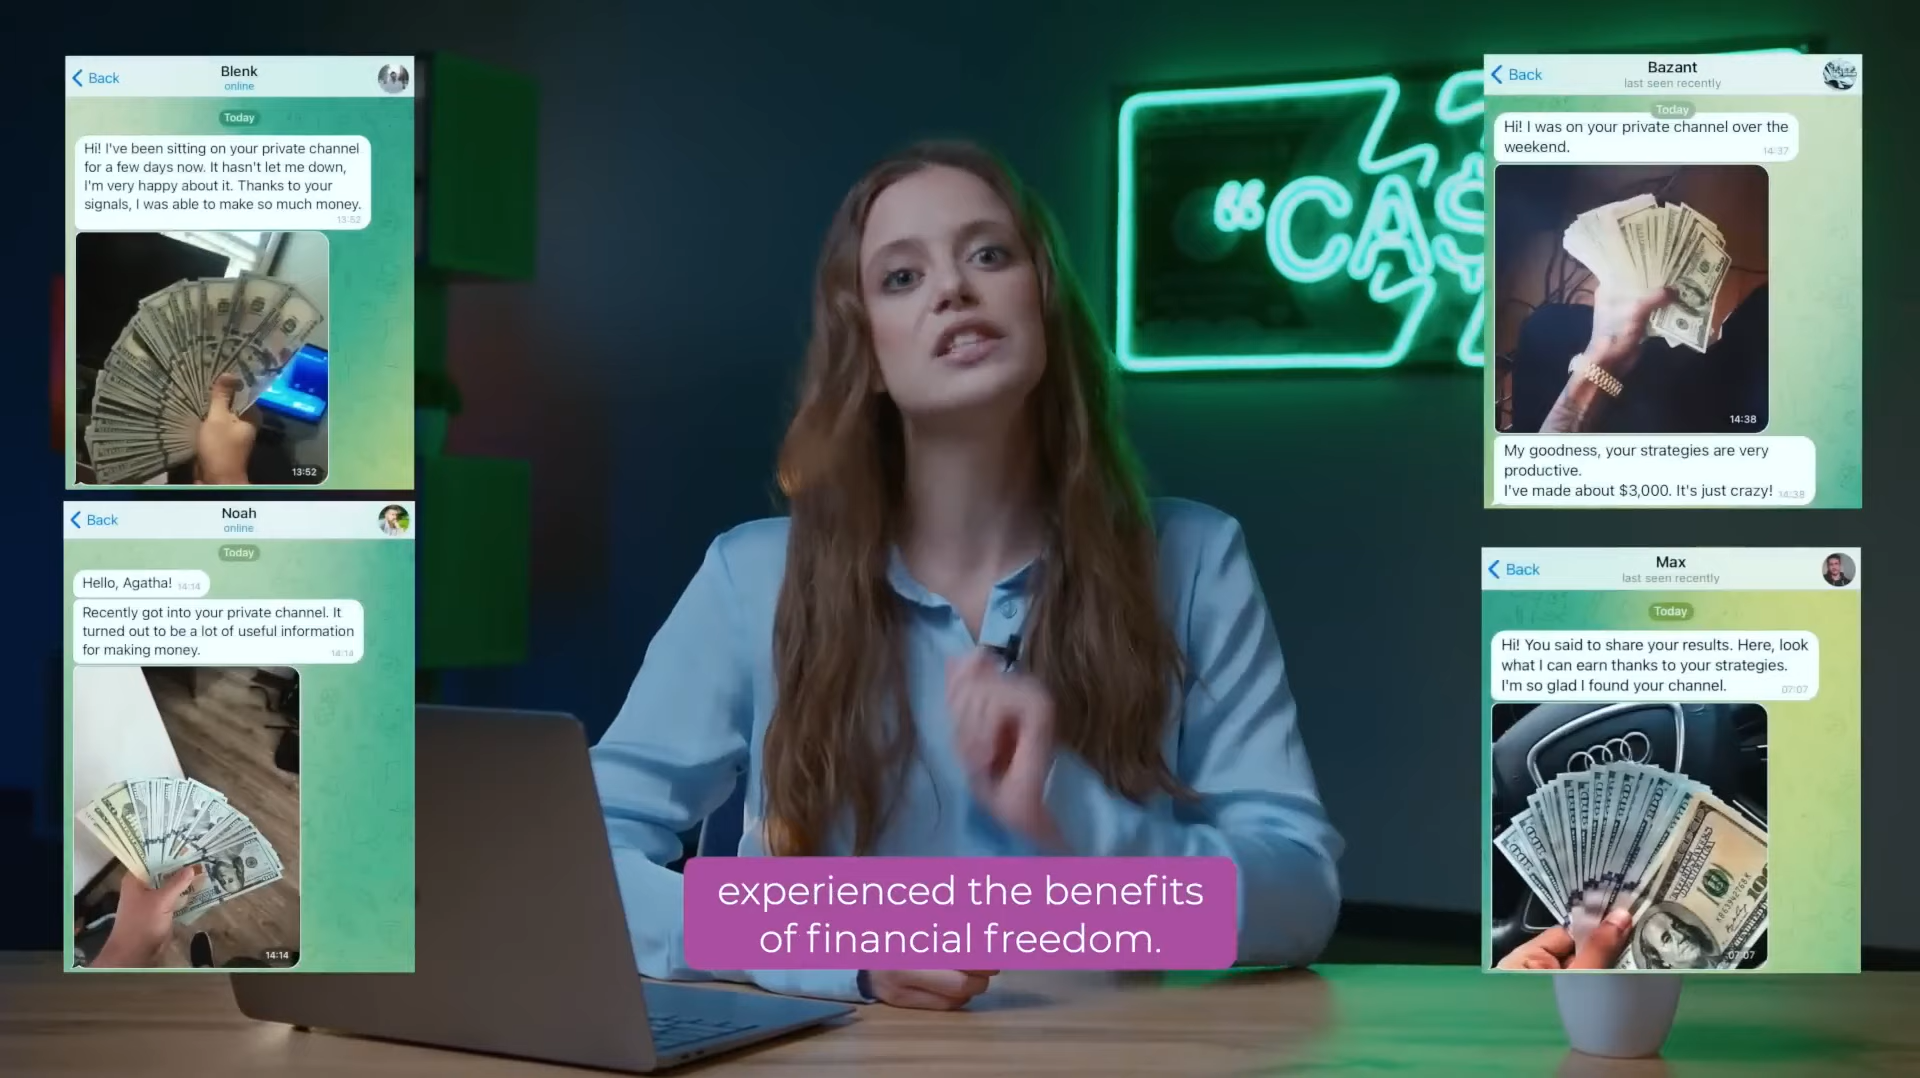 Back
Blenk
online
Today
Hi! I've been sitting on your private channel
for a few days now. It hasn't let me down,
I'm very happy about it. Thanks to your
signals, I was able to make so much money.
13:52
13:52
Back
Noah
online
Today
Hello, Agatha! 14:14
Recently got into your private channel. It
turned out to be a lot of useful information
for making money.
14:14
14:14
"CA$
Back
Bazant
last seen recently
Today
Hi! I was on your private channel over the
weekend.
14:37
14:38
My goodness, your strategies are very
productive.
I've made about $3,000. It's just crazy! 14:38
Back
Max
last seen recently
Today
Hi! You said to share your results. Here, look
what I can earn thanks to your strategies.
I'm so glad I found your channel.
07:07
07:07
experienced the benefits
of financial freedom.